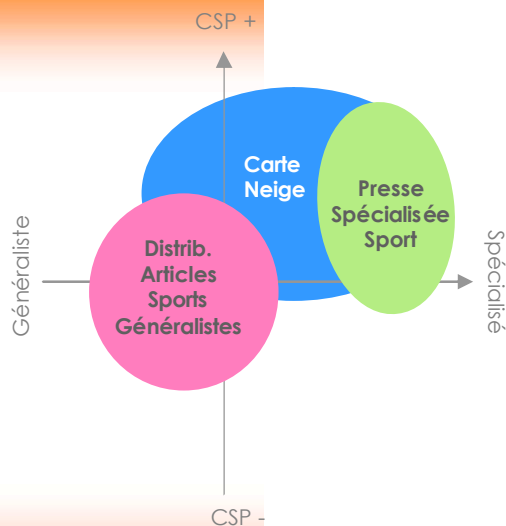 CSP +
Carte
Neige
Presse
Spécialisée
Sport
Généraliste
Distrib.
Articles
Sports
Généralistes
Spécialisé
CSP -